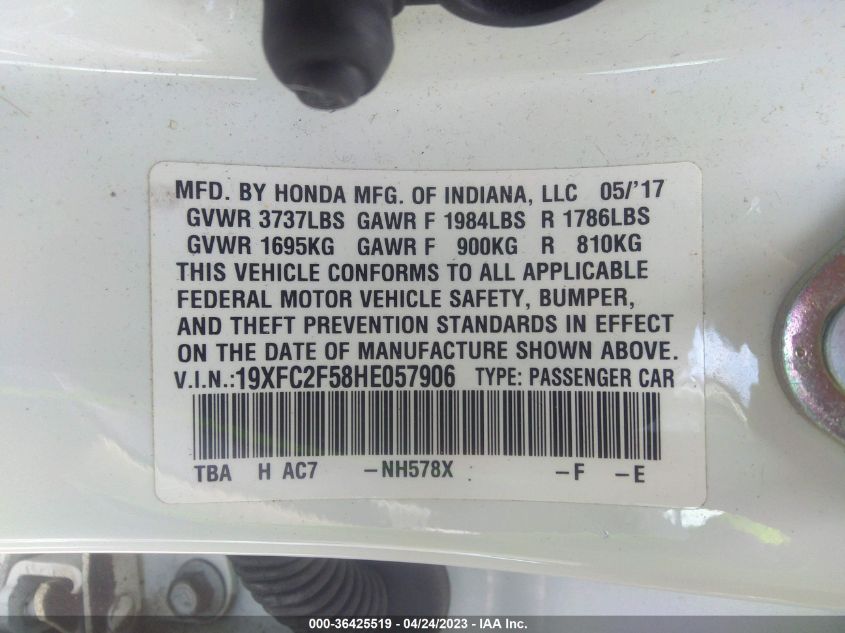 MFD. BY HONDA MFG. OF INDIANA, LLC 05/'17
GVWR 3737LBS GAWR F 1984LBS R 1786LBS
GVWR 1695KG GAWR F 900KG R 810KG
THIS VEHICLE CONFORMS TO ALL APPLICABLE
FEDERAL MOTOR VEHICLE SAFETY, BUMPER,
AND THEFT PREVENTION STANDARDS IN EFFECT
ON THE DATE OF MANUFACTURE SHOWN ABOVE.
V.I.N.:19XFC2F58HE057906 TYPE: PASSENGER CAR
TBA H AC7 -NH578X -F -E
000-36425519 - 04/24/2023 - IAA Inc.